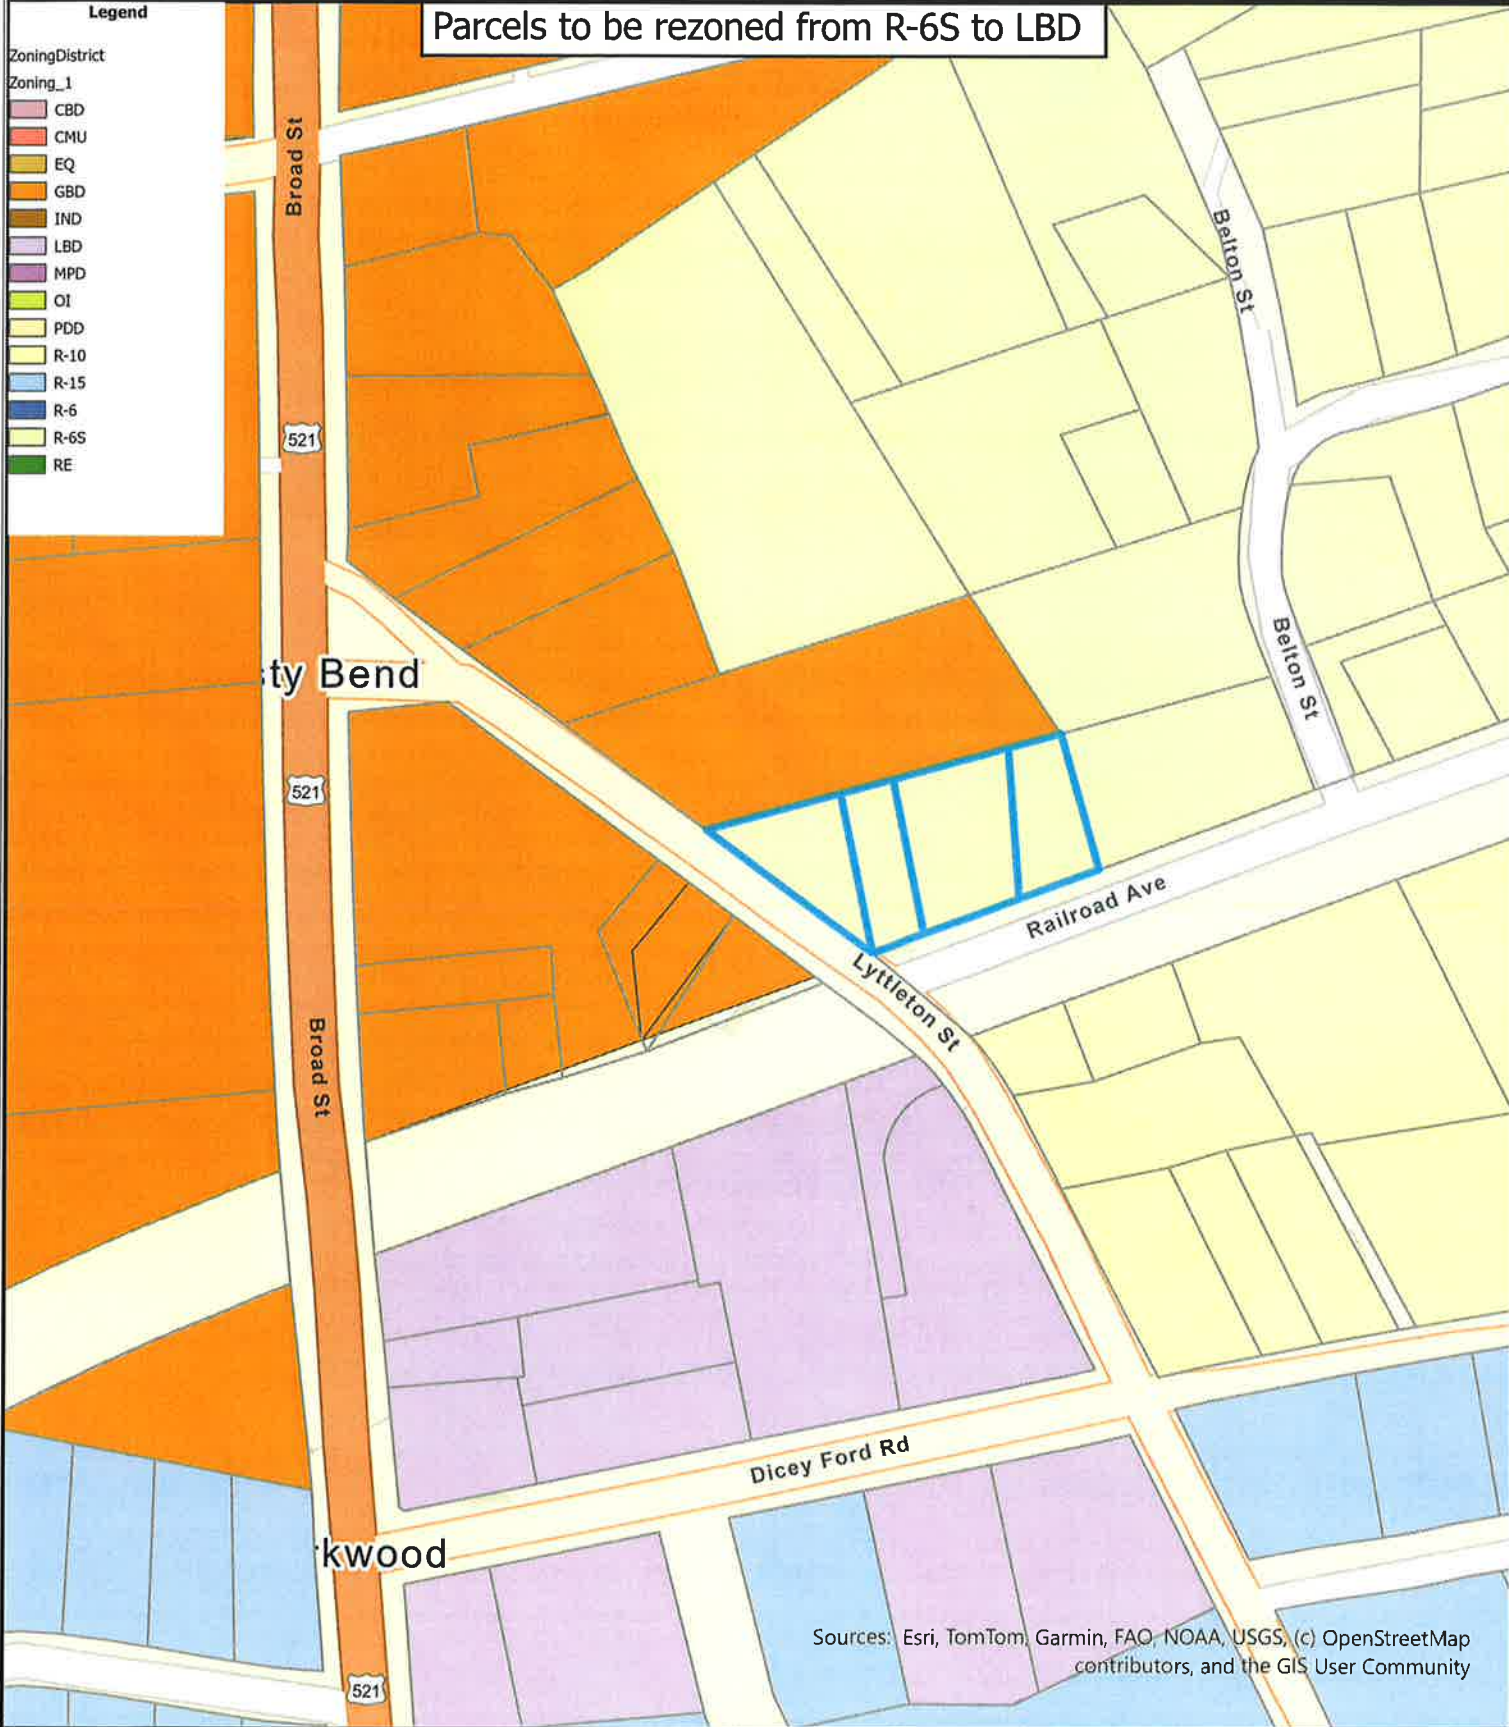 Parcels to be rezoned from R-6S to LBD
Legend
ZoningDistrict
Zoning_1
CBD
CMU
EQ
GBD
IND
LBD
MPD
OI
PDD
R-10
R-15
R-6
R-6S
RE
Broad St
Belton St
521
Belton St
sty Bend
521
Railroad Ave
Lyttleton St
Broad St
Dicey Ford Rd
rkwood
521
Sources: Esri, TomTom, Garmin, FAO, NOAA, USGS, (c) OpenStreetMap
contributors, and the GIS User Community